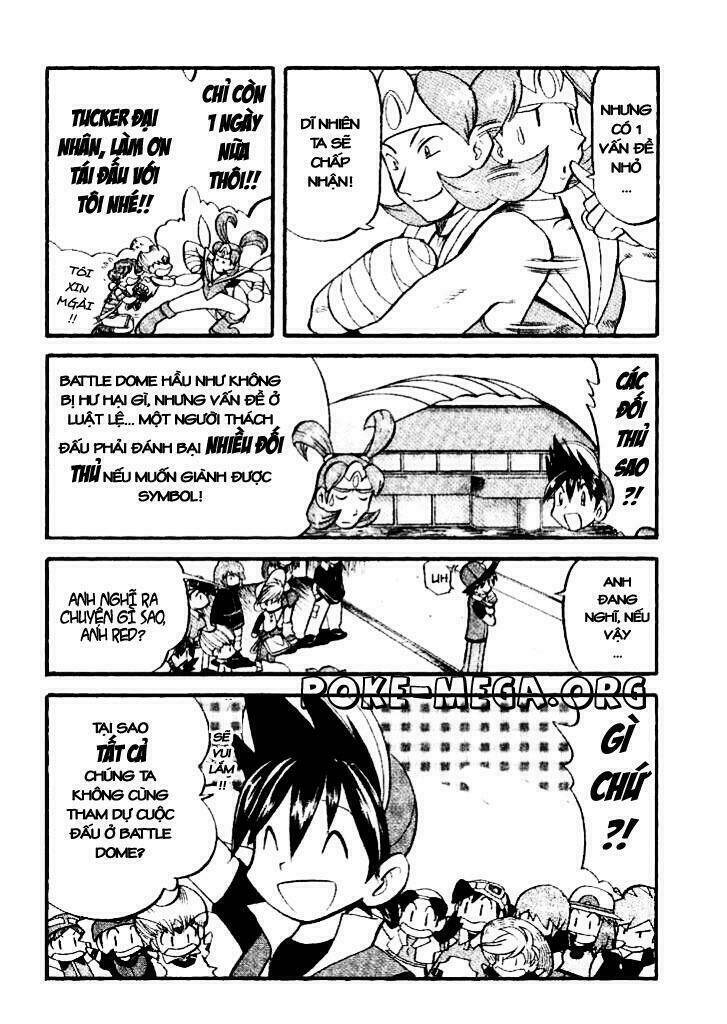 NHƯNG
CÓ 1
VẤN ĐỀ
NHỎ
...
DĨ NHIÊN
TA SẼ
CHẤP
NHẬN!
CHỈ CÒN
1 NGÀY
NỮA
THÔI!!
TUCKER ĐẠI
NHÂN, LÀM ƠN
TÁI ĐẤU VỚI
TÔI NHÉ!!
TÔI
XIN
NGÀI
!!
CÁC
ĐỐI
THỦ
SAO
?!
BATTLE DOME HẦU NHƯ KHÔNG
BỊ HƯ HẠI GÌ, NHƯNG VẤN ĐỀ Ở
LUẬT LỆ... MỘT NGƯỜI THÁCH
ĐẤU PHẢI ĐÁNH BẠI NHIỀU ĐỐI
THỦ NẾU MUỐN GIÀNH ĐƯỢC
SYMBOL!
ANH
ĐANG
NGHĨ, NẾU
VẬY
...
UH
ANH NGHĨ RA
CHUYỆN GÌ SAO,
ANH RED?
POKE-MEGA.ORG
GÌ
CHỨ
?!
SẼ
VUI
LẮM
!!
TẠI SAO
TẤT CẢ
CHÚNG TA
KHÔNG CÙNG
THAM DỰ CUỘC
ĐẤU Ở BATTLE
DOME?